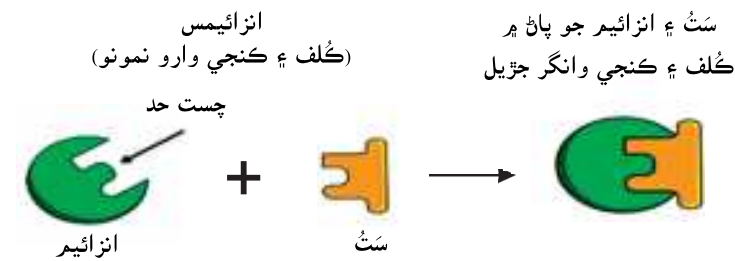 انزائيمس
(ڪُلف ۽ ڪنجي وارو نمونو)
سَتُ ۽ انزائيم جو پاڻ ۾
ڪُلف ۽ ڪنجي وانگر جڙيل
چست حد
+
انزائيم
سَتُ